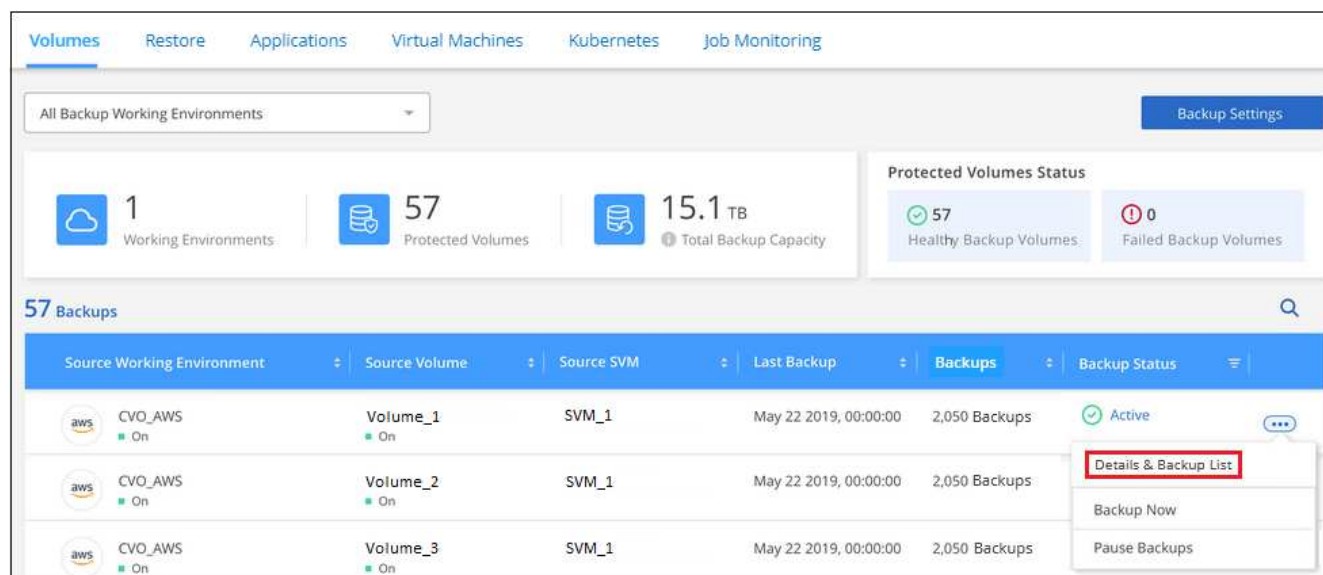 Volumes Restore Applications Virtual Machines Kubernetes Job Monitoring
All Backup Working Environments
Backup Settings
1
Working Environments
57
Protected Volumes
15.1 TB
Total Backup Capacity
Protected Volumes Status
57
Healthy Backup Volumes
0
Failed Backup Volumes
57 Backups
Source Working Environment Source Volume Source SVM Last Backup Backups Backup Status
aws CVO_AWS Volume_1 SVM_1 May 22 2019, 00:00:00 2,050 Backups Active
On On
Details & Backup List
aws CVO_AWS Volume_2 SVM_1 May 22 2019, 00:00:00 2,050 Backups
On On
Backup Now
aws CVO_AWS Volume_3 SVM_1 May 22 2019, 00:00:00 2,050 Backups
On On
Pause Backups